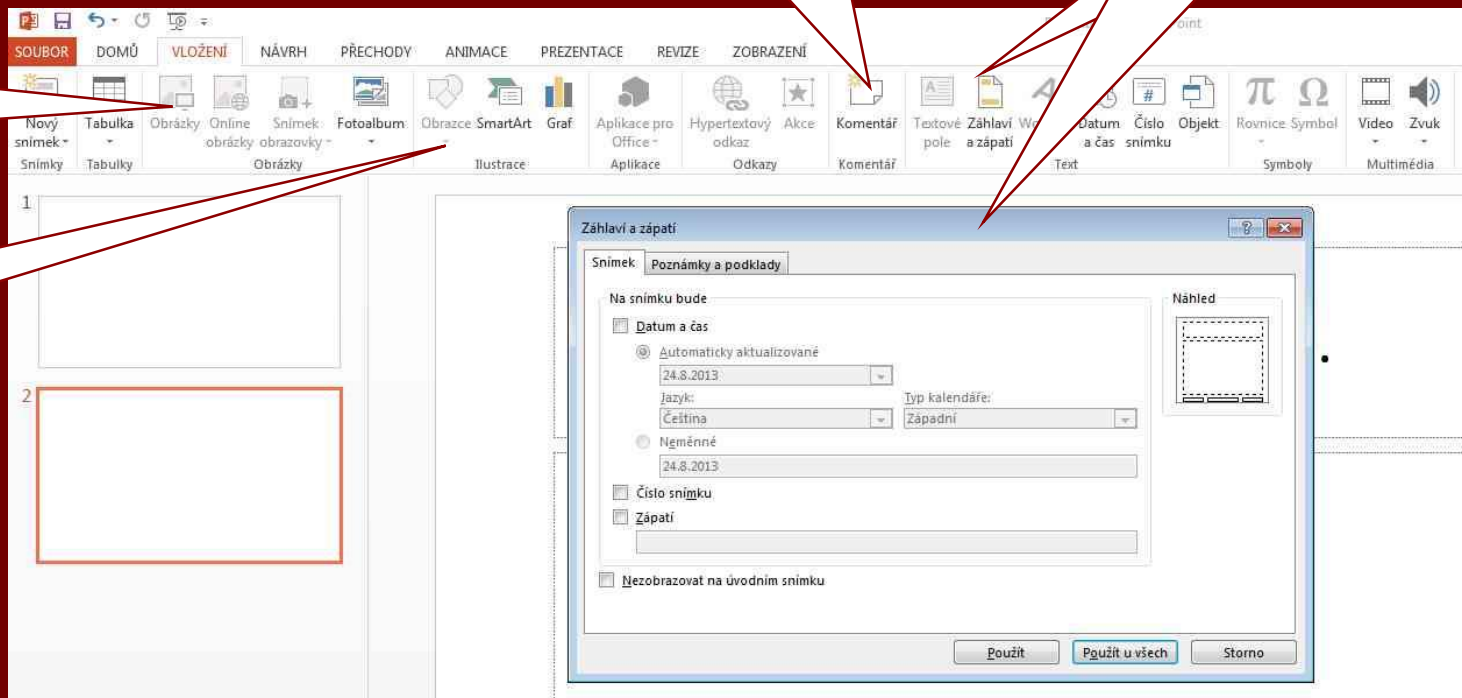 oint
SOUBOR DOMŮ VLOŽENÍ NÁVRH PŘECHODY ANIMACE PREZENTACE REVIZE ZOBRAZENÍ
Nový Tabulka Obrázky Online Snímek Fotoalbum Obrazce SmartArt Graf Aplikace pro Hypertextový Akce Komentář Textové Záhlaví Wo Datum Číslo Objekt Rovnice Symbol Video Zvuk
snímek obrázky obrazovky Office odkaz pole a zápatí a čas snímku
Snímky Tabulky Obrázky Ilustrace Aplikace Odkazy Komentář Text Symboly Multimédia
1
2
Záhlaví a zápatí
Snímek Poznámky a podklady
Na snímku bude Náhled
Datum a čas
Automaticky aktualizované
24.8.2013
Jazyk: Typ kalendáře:
Čeština Západní
Neměnné
24.8.2013
Číslo snímku
Zápatí
Nezobrazovat na úvodním snímku
Použít Použít u všech Storno